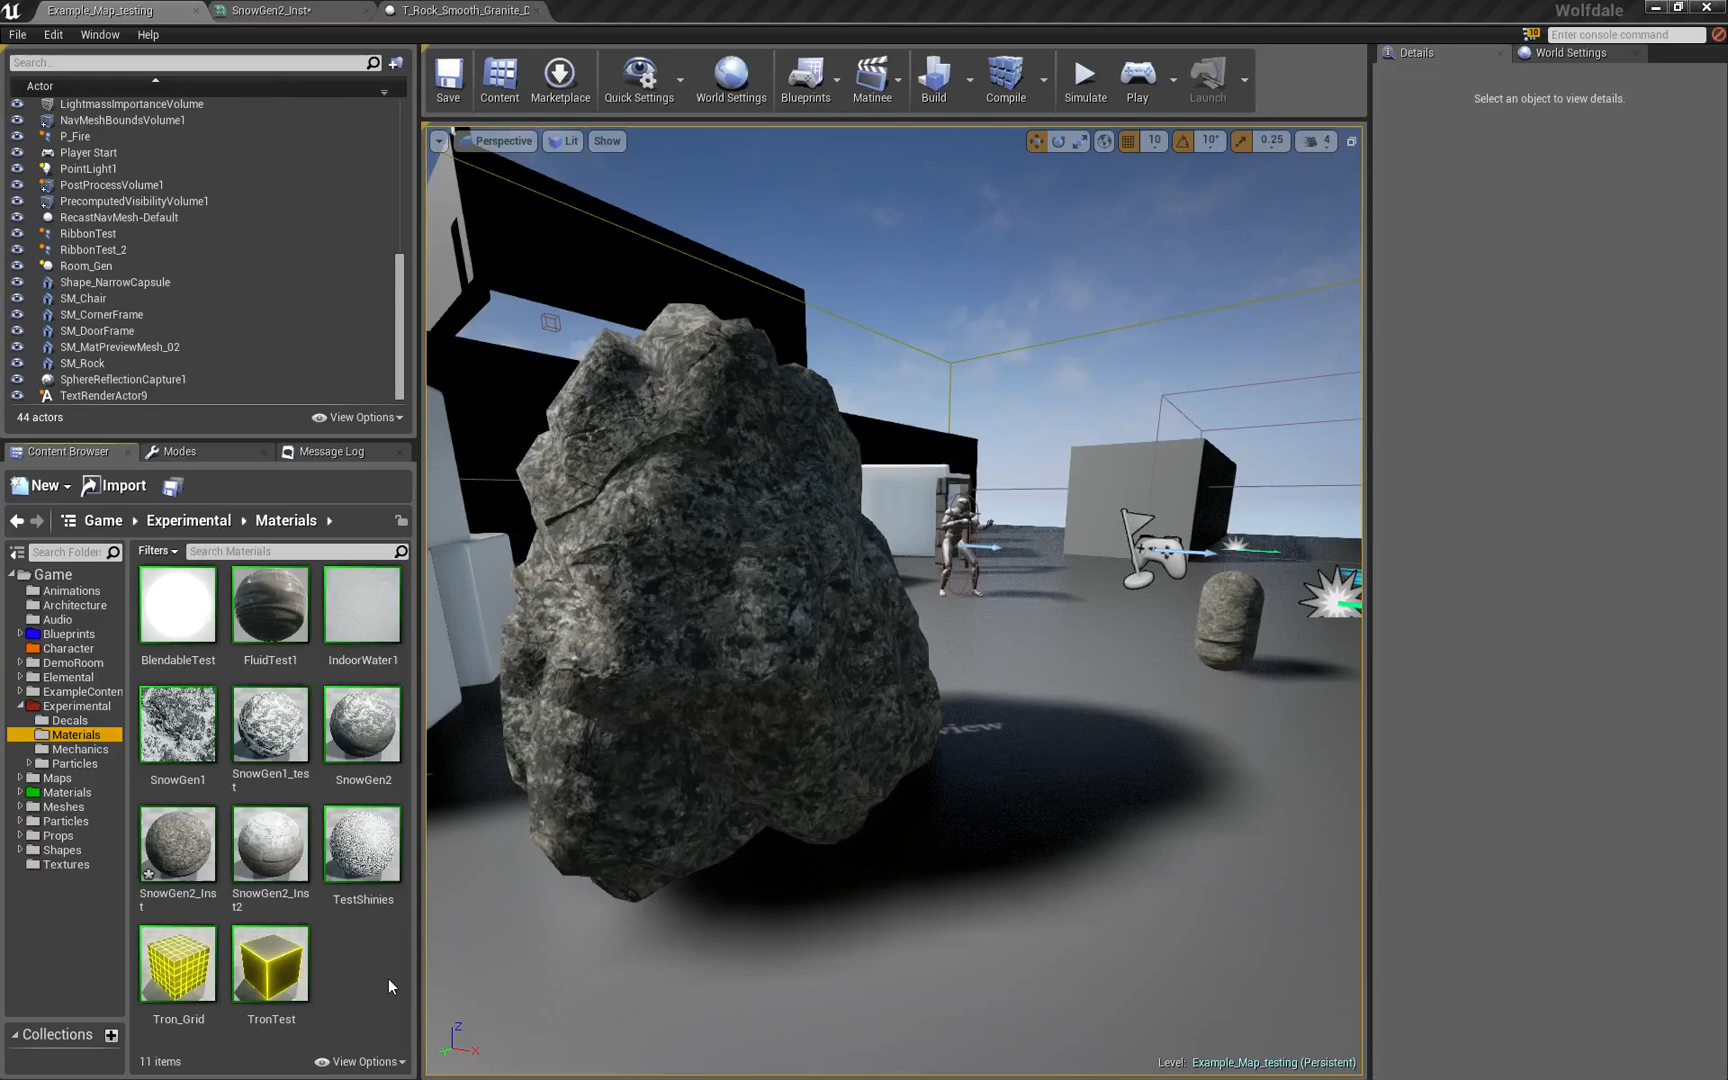 Example_Map_testing
SnowGen2_Inst*
T_Rock_Smooth_Granite_D
Wolfdale
File Edit Window Help
10
Enter console command
Search...
Actor
LightmassImportanceVolume
NavMeshBoundsVolume1
P_Fire
Player Start
PointLight1
PostProcessVolume1
PrecomputedVisibilityVolume1
RecastNavMesh-Default
RibbonTest
RibbonTest_2
Room_Gen
Shape_NarrowCapsule
SM_Chair
SM_CornerFrame
SM_DoorFrame
SM_MatPreviewMesh_02
SM_Rock
SphereReflectionCapture1
TextRenderActor9
44 actors
View Options
Save Content Marketplace Quick Settings World Settings Blueprints Matinee Build Compile Simulate Play Launch
Perspective Lit Show
10 10° 0.25 4
Details World Settings
Select an object to view details.
Content Browser Modes Message Log
New Import
Game Experimental Materials
Search Folder
Filters Search Materials
Game
Animations
Architecture
Audio
Blueprints
Character
DemoRoom
Elemental
ExampleConten
Experimental
Decals
Materials
Mechanics
Particles
Maps
Materials
Meshes
Particles
Props
Shapes
Textures
BlendableTest FluidTest1 IndoorWater1
SnowGen1 SnowGen1_tes
t SnowGen2
SnowGen2_Ins
t SnowGen2_Ins
t2 TestShinies
Tron_Grid TronTest
Collections
11 items
View Options
Z
X
Level: Example_Map_testing (Persistent)